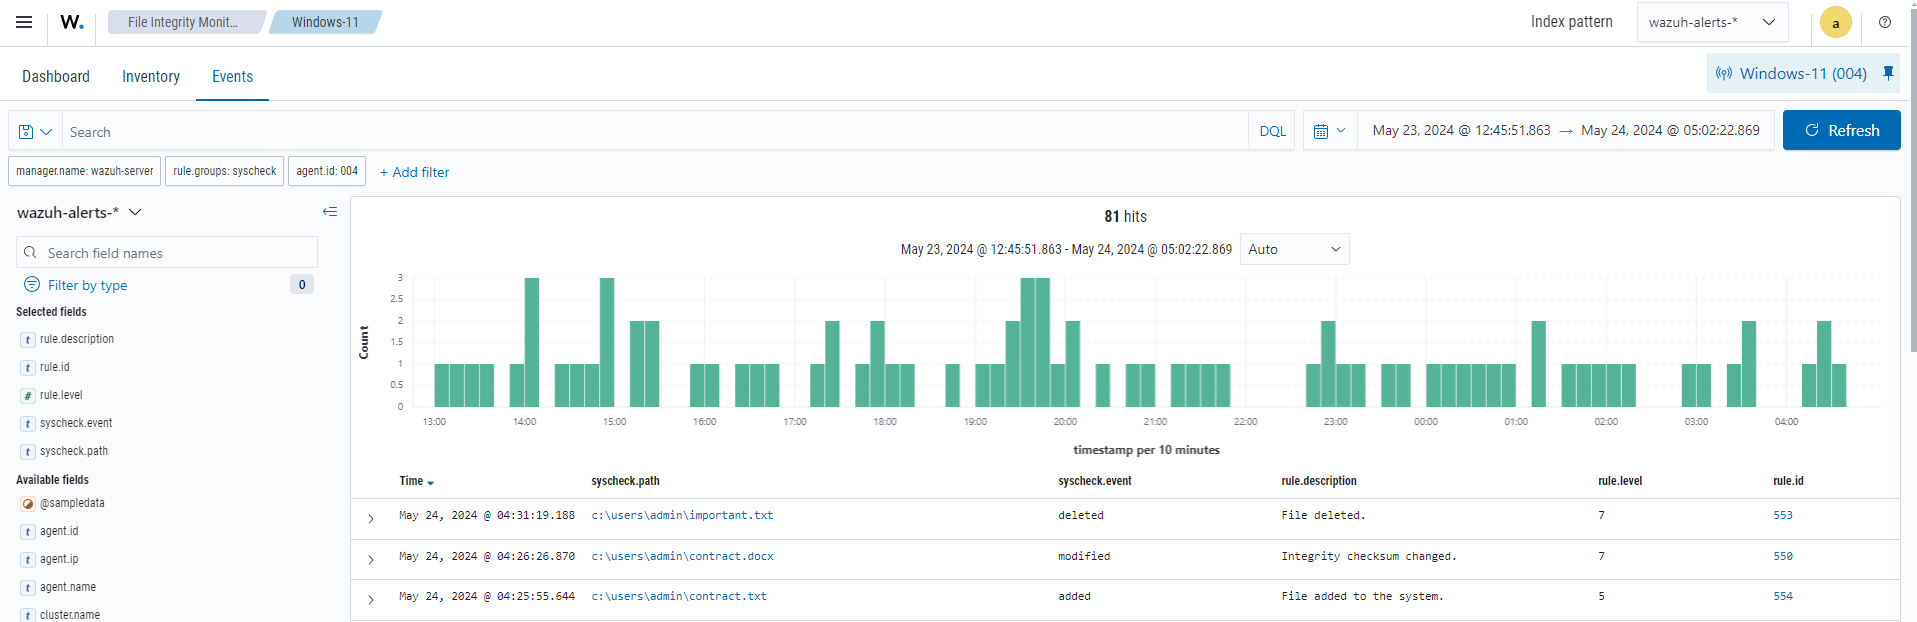 W. File Integrity Monit... Windows-11 Index pattern wazuh-alerts-* a
Dashboard Inventory Events Windows-11 (004)
Search DQL May 23, 2024 @ 12:45:51.863 → May 24, 2024 @ 05:02:22.869 Refresh
manager.name: wazuh-server rule.groups: syscheck agent.id: 004 + Add filter
wazuh-alerts-*
Search field names
Filter by type 0
Selected fields
t rule.description
t rule.id
# rule.level
t syscheck.event
t syscheck.path
Available fields
@sampledata
t agent.id
t agent.ip
t agent.name
t cluster.name
81 hits
May 23, 2024 @ 12:45:51.863 - May 24, 2024 @ 05:02:22.869 Auto
Count
3
2.5
2
1.5
1
0.5
0
13:00 14:00 15:00 16:00 17:00 18:00 19:00 20:00 21:00 22:00 23:00 00:00 01:00 02:00 03:00 04:00
timestamp per 10 minutes
Time syscheck.path syscheck.event rule.description rule.level rule.id
May 24, 2024 @ 04:31:19.188 c:\users\admin\important.txt deleted File deleted. 7 553
May 24, 2024 @ 04:26:26.870 c:\users\admin\contract.docx modified Integrity checksum changed. 7 550
May 24, 2024 @ 04:25:55.644 c:\users\admin\contract.txt added File added to the system. 5 554